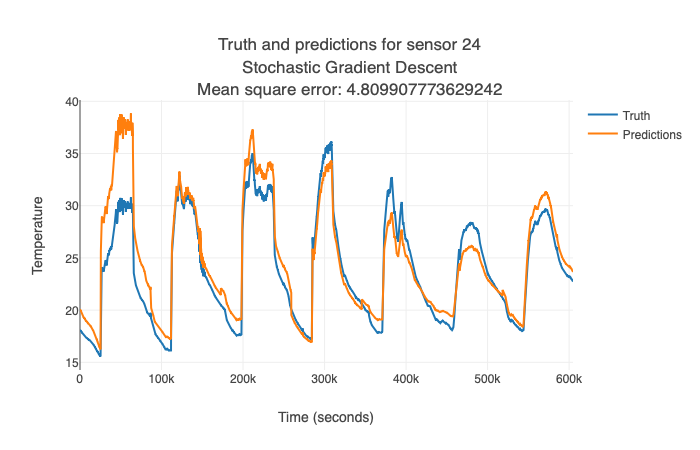 Truth and predictions for sensor 24
Stochastic Gradient Descent
Mean square error: 4.809907773629242
Truth
Predictions
Temperature
40
35
30
25
20
15
0
100k
200k
300k
400k
500k
600k
Time (seconds)